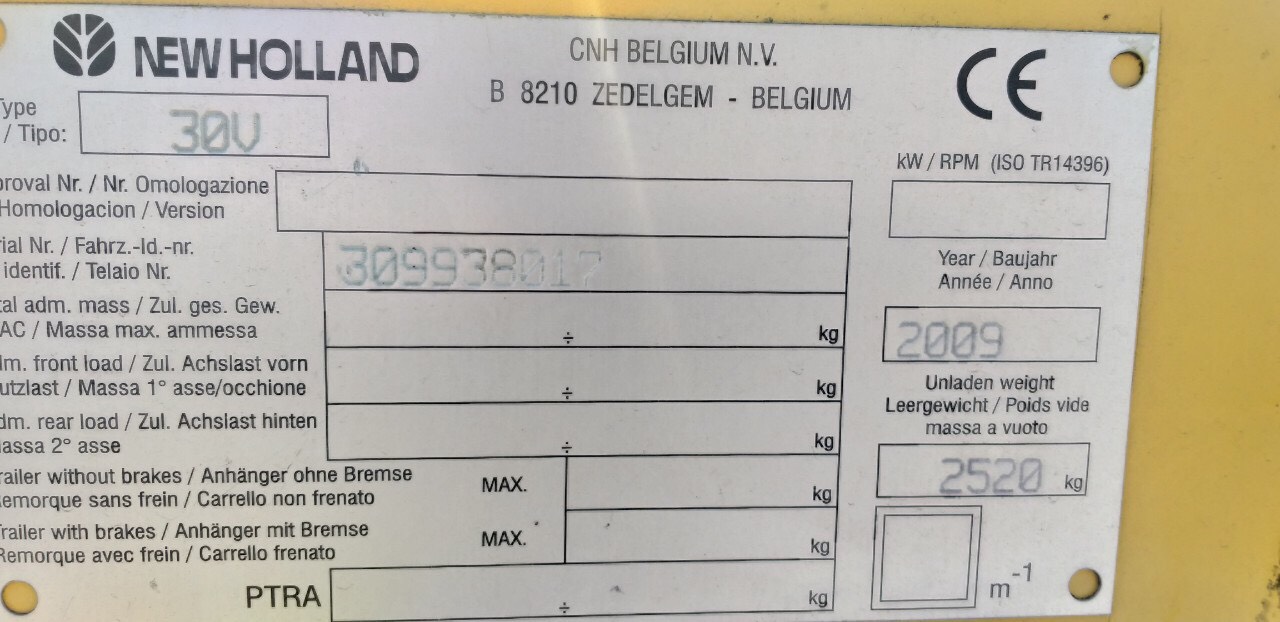 NEW HOLLAND
CNH BELGIUM N.V.
B 8210 ZEDELGEM - BELGIUM
CE
Type
/ Tipo:
30V
kW / RPM (ISO TR14396)
proval Nr. / Nr. Omologazione
Homologacion / Version
rial Nr. / Fahrz.-Id.-nr.
identif. / Telaio Nr.
309938017
Year / Baujahr
Année / Anno
2009
tal adm. mass / Zul. ges. Gew.
AC / Massa max. ammessa
÷ kg
dm. front load / Zul. Achslast vorn
utzlast / Massa 1° asse/occhione
÷ kg
Unladen weight
Leergewicht / Poids vide
massa a vuoto
2520 kg
dm. rear load / Zul. Achslast hinten
assa 2° asse
÷ kg
railer without brakes / Anhänger ohne Bremse
emorque sans frein / Carrello non frenato
MAX. kg
Trailer with brakes / Anhänger mit Bremse
Remorque avec frein / Carrello frenato
MAX. kg
m-1
PTRA ÷ kg